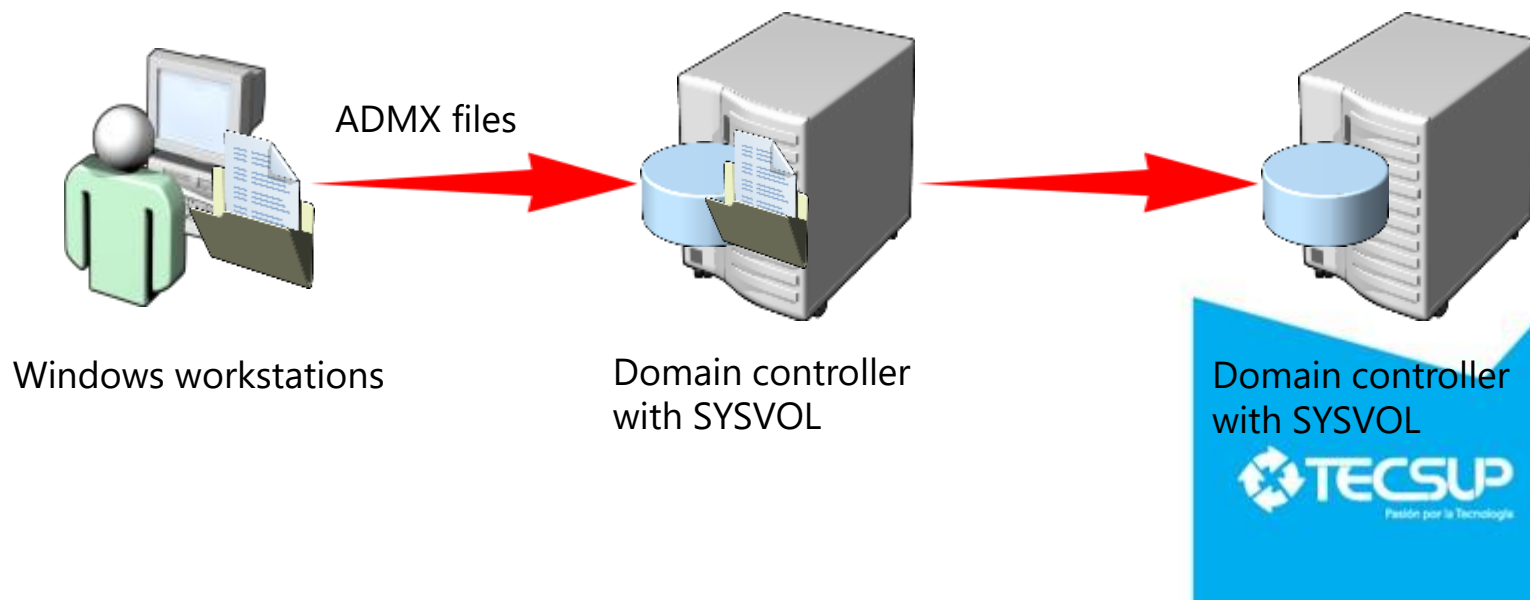 ADMX files
Windows workstations
Domain controller
with SYSVOL
Domain controller
with SYSVOL
TECSUP
Pasión por la Tecnología